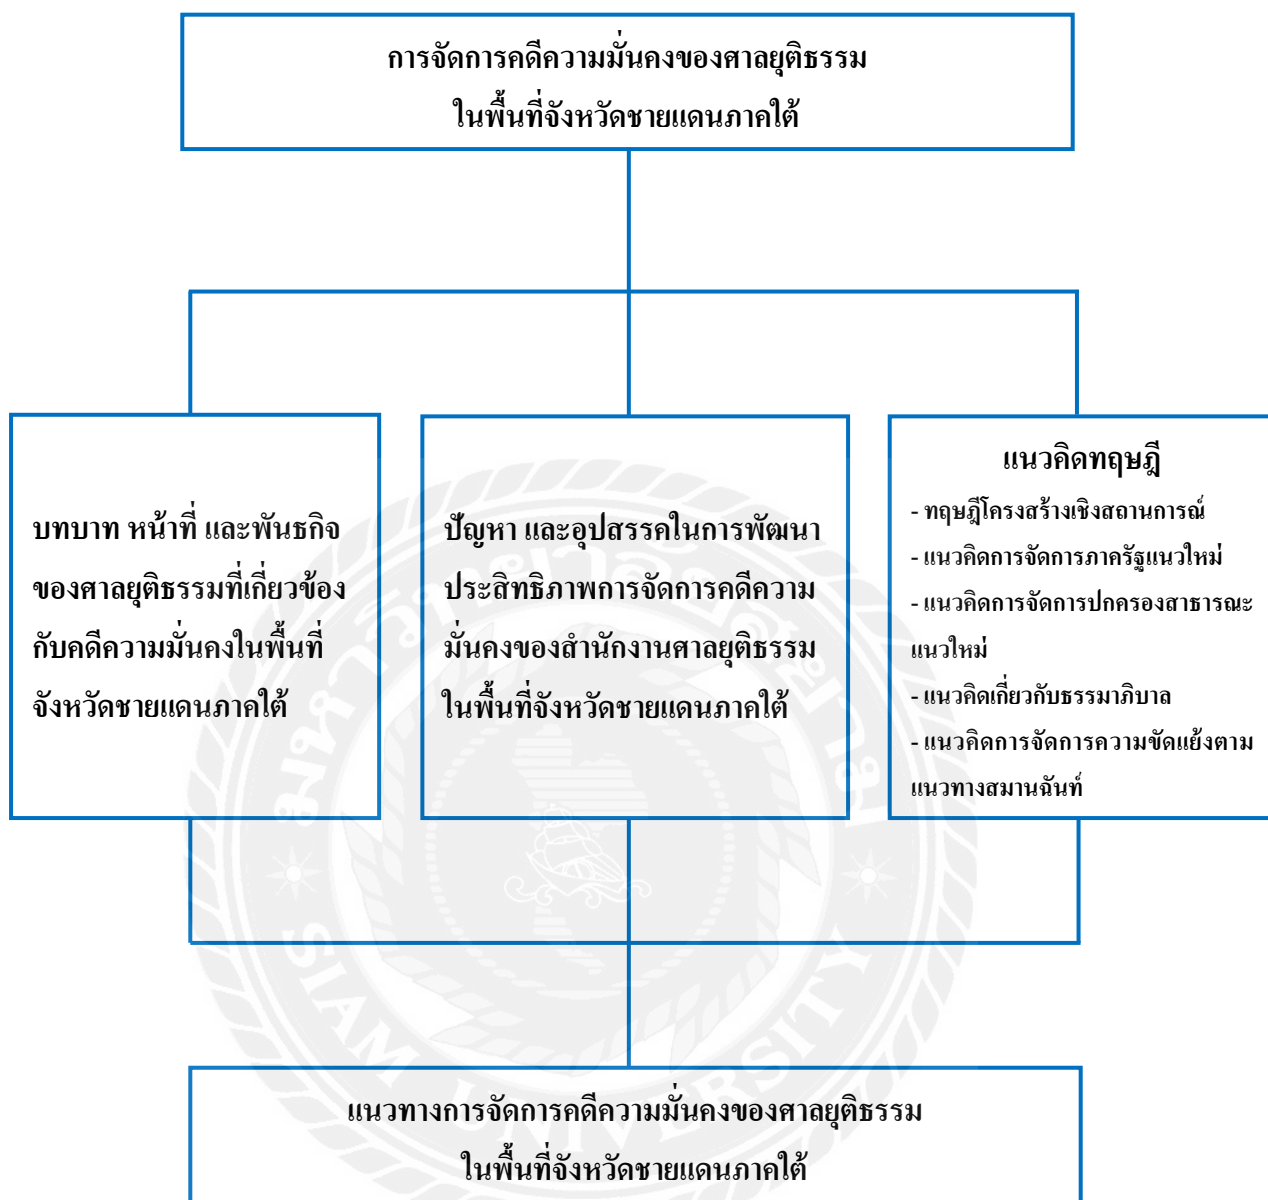 การจัดการคดีความมั่นคงของศาลยุติธรรม
ในพื้นที่จังหวัดชายแดนภาคใต้
บทบาท หน้าที่ และพันธกิจ
ของศาลยุติธรรมที่เกี่ยวข้อง
กับคดีความมั่นคงในพื้นที่
จังหวัดชายแดนภาคใต้
ปัญหา และอุปสรรคในการพัฒนา
ประสิทธิภาพการจัดการคดีความ
มั่นคงของสำนักงานศาลยุติธรรม
ในพื้นที่จังหวัดชายแดนภาคใต้
แนวคิดทฤษฎี
- ทฤษฎีโครงสร้างเชิงสถานการณ์
- แนวคิดการจัดการภาครัฐแนวใหม่
- แนวคิดการจัดการปกครองสาธารณะ
แนวใหม่
- แนวคิดเกี่ยวกับธรรมาภิบาล
- แนวคิดการจัดการความขัดแย้งตาม
แนวทางสมานฉันท์
มหาวิทยาลัยสยาม
SIAM UNIVERSITY
แนวทางการจัดการคดีความมั่นคงของศาลยุติธรรม
ในพื้นที่จังหวัดชายแดนภาคใต้